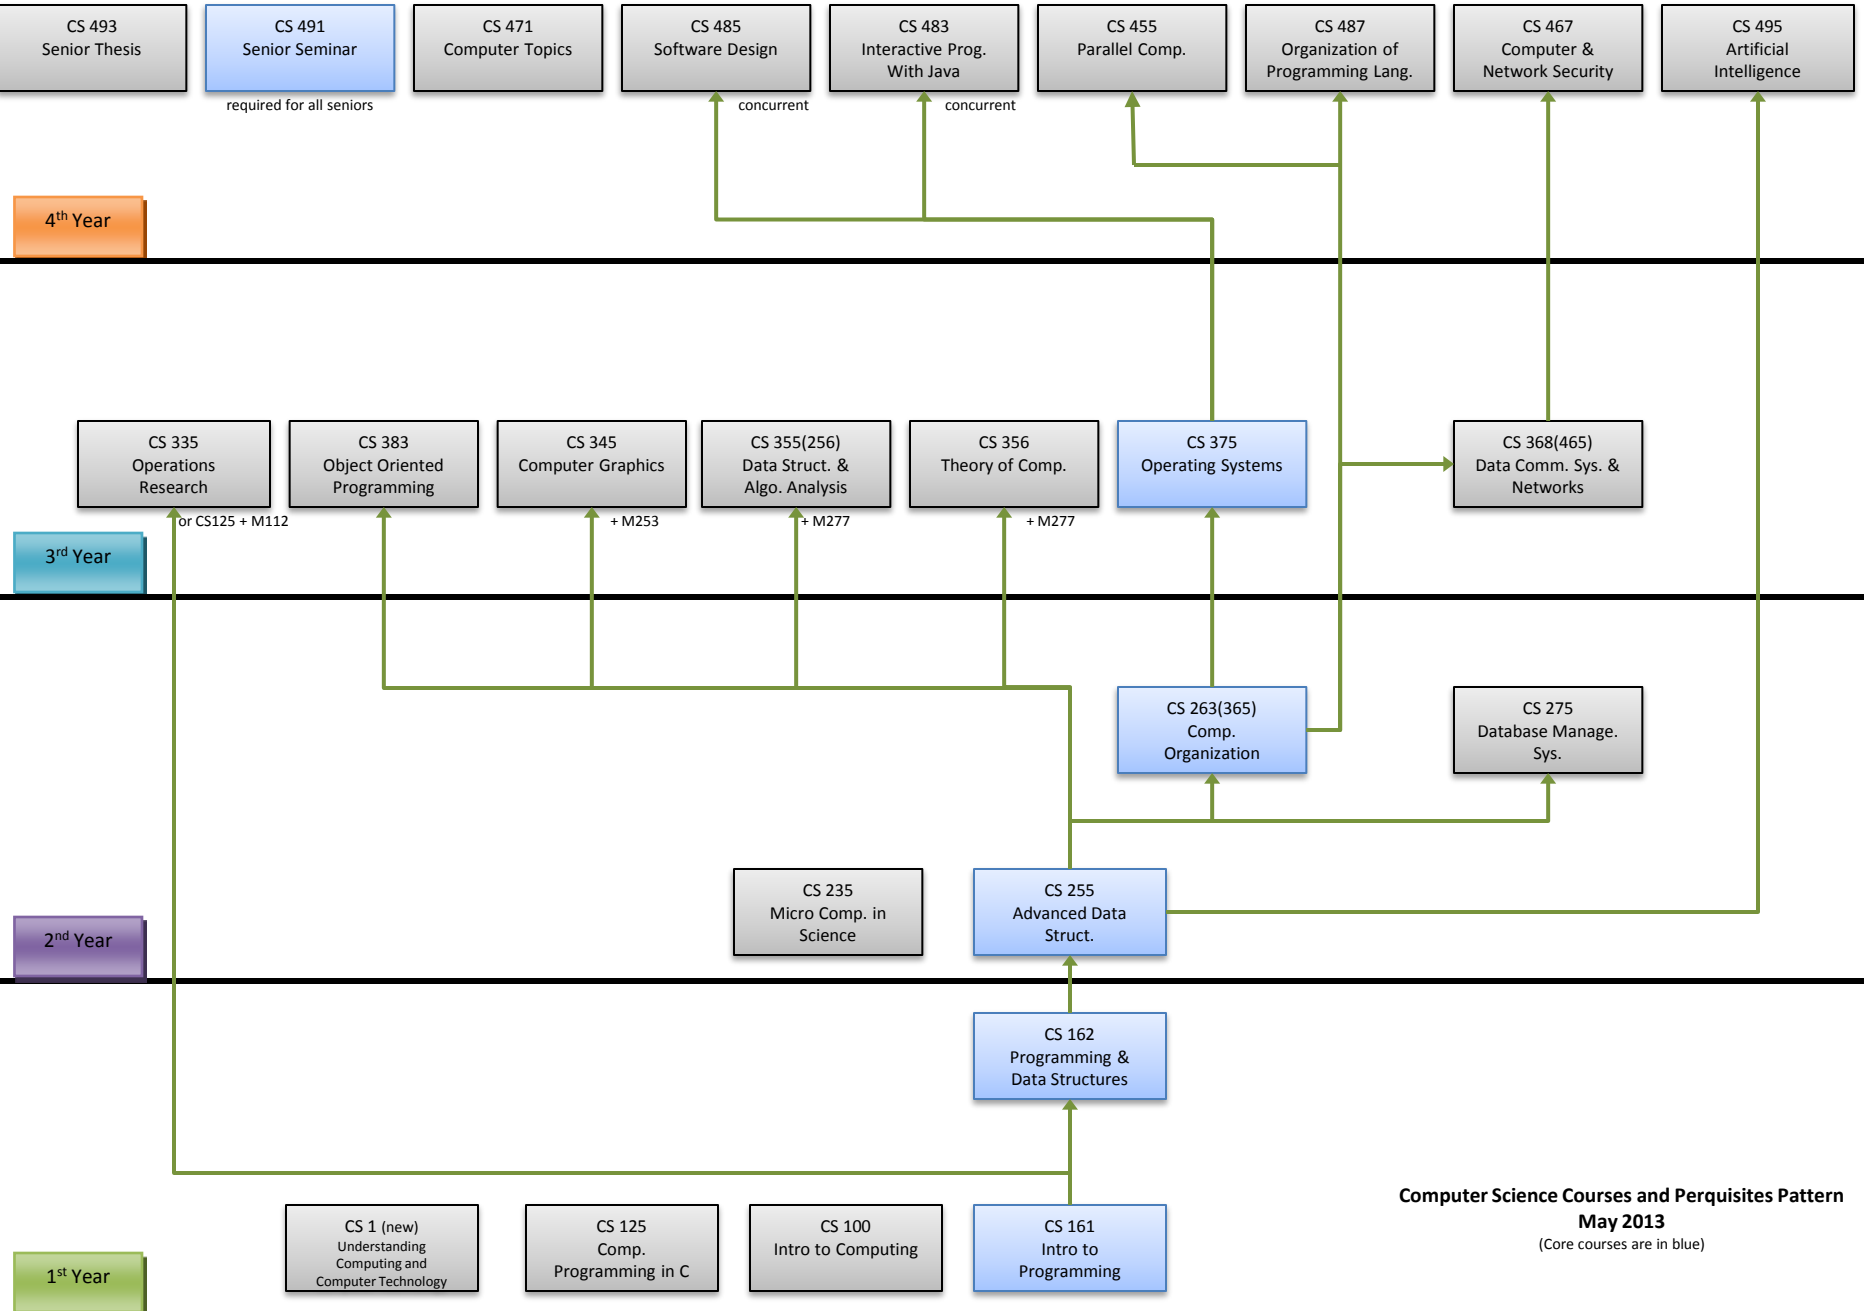 CS 493
Senior Thesis
CS 491
Senior Seminar
CS 471
Computer Topics
CS 485
Software Design
CS 483
Interactive Prog.
With Java
CS 455
Parallel Comp.
CS 487
Organization of
Programming Lang.
CS 467
Computer &
Network Security
CS 495
Artificial
Intelligence
required for all seniors
concurrent
concurrent
4th Year
CS 335
Operations
Research
CS 383
Object Oriented
Programming
CS 345
Computer Graphics
CS 355(256)
Data Struct. &
Algo. Analysis
CS 356
Theory of Comp.
CS 375
Operating Systems
CS 368(465)
Data Comm. Sys. &
Networks
or CS125 + M112
+ M253
+ M277
+ M277
3rd Year
CS 263(365)
Comp.
Organization
CS 275
Database Manage.
Sys.
CS 235
Micro Comp. in
Science
CS 255
Advanced Data
Struct.
2nd Year
CS 162
Programming &
Data Structures
CS 1 (new)
Understanding
Computing and
Computer Technology
CS 125
Comp.
Programming in C
CS 100
Intro to Computing
CS 161
Intro to
Programming
Computer Science Courses and Perquisites Pattern
May 2013
(Core courses are in blue)
1st Year